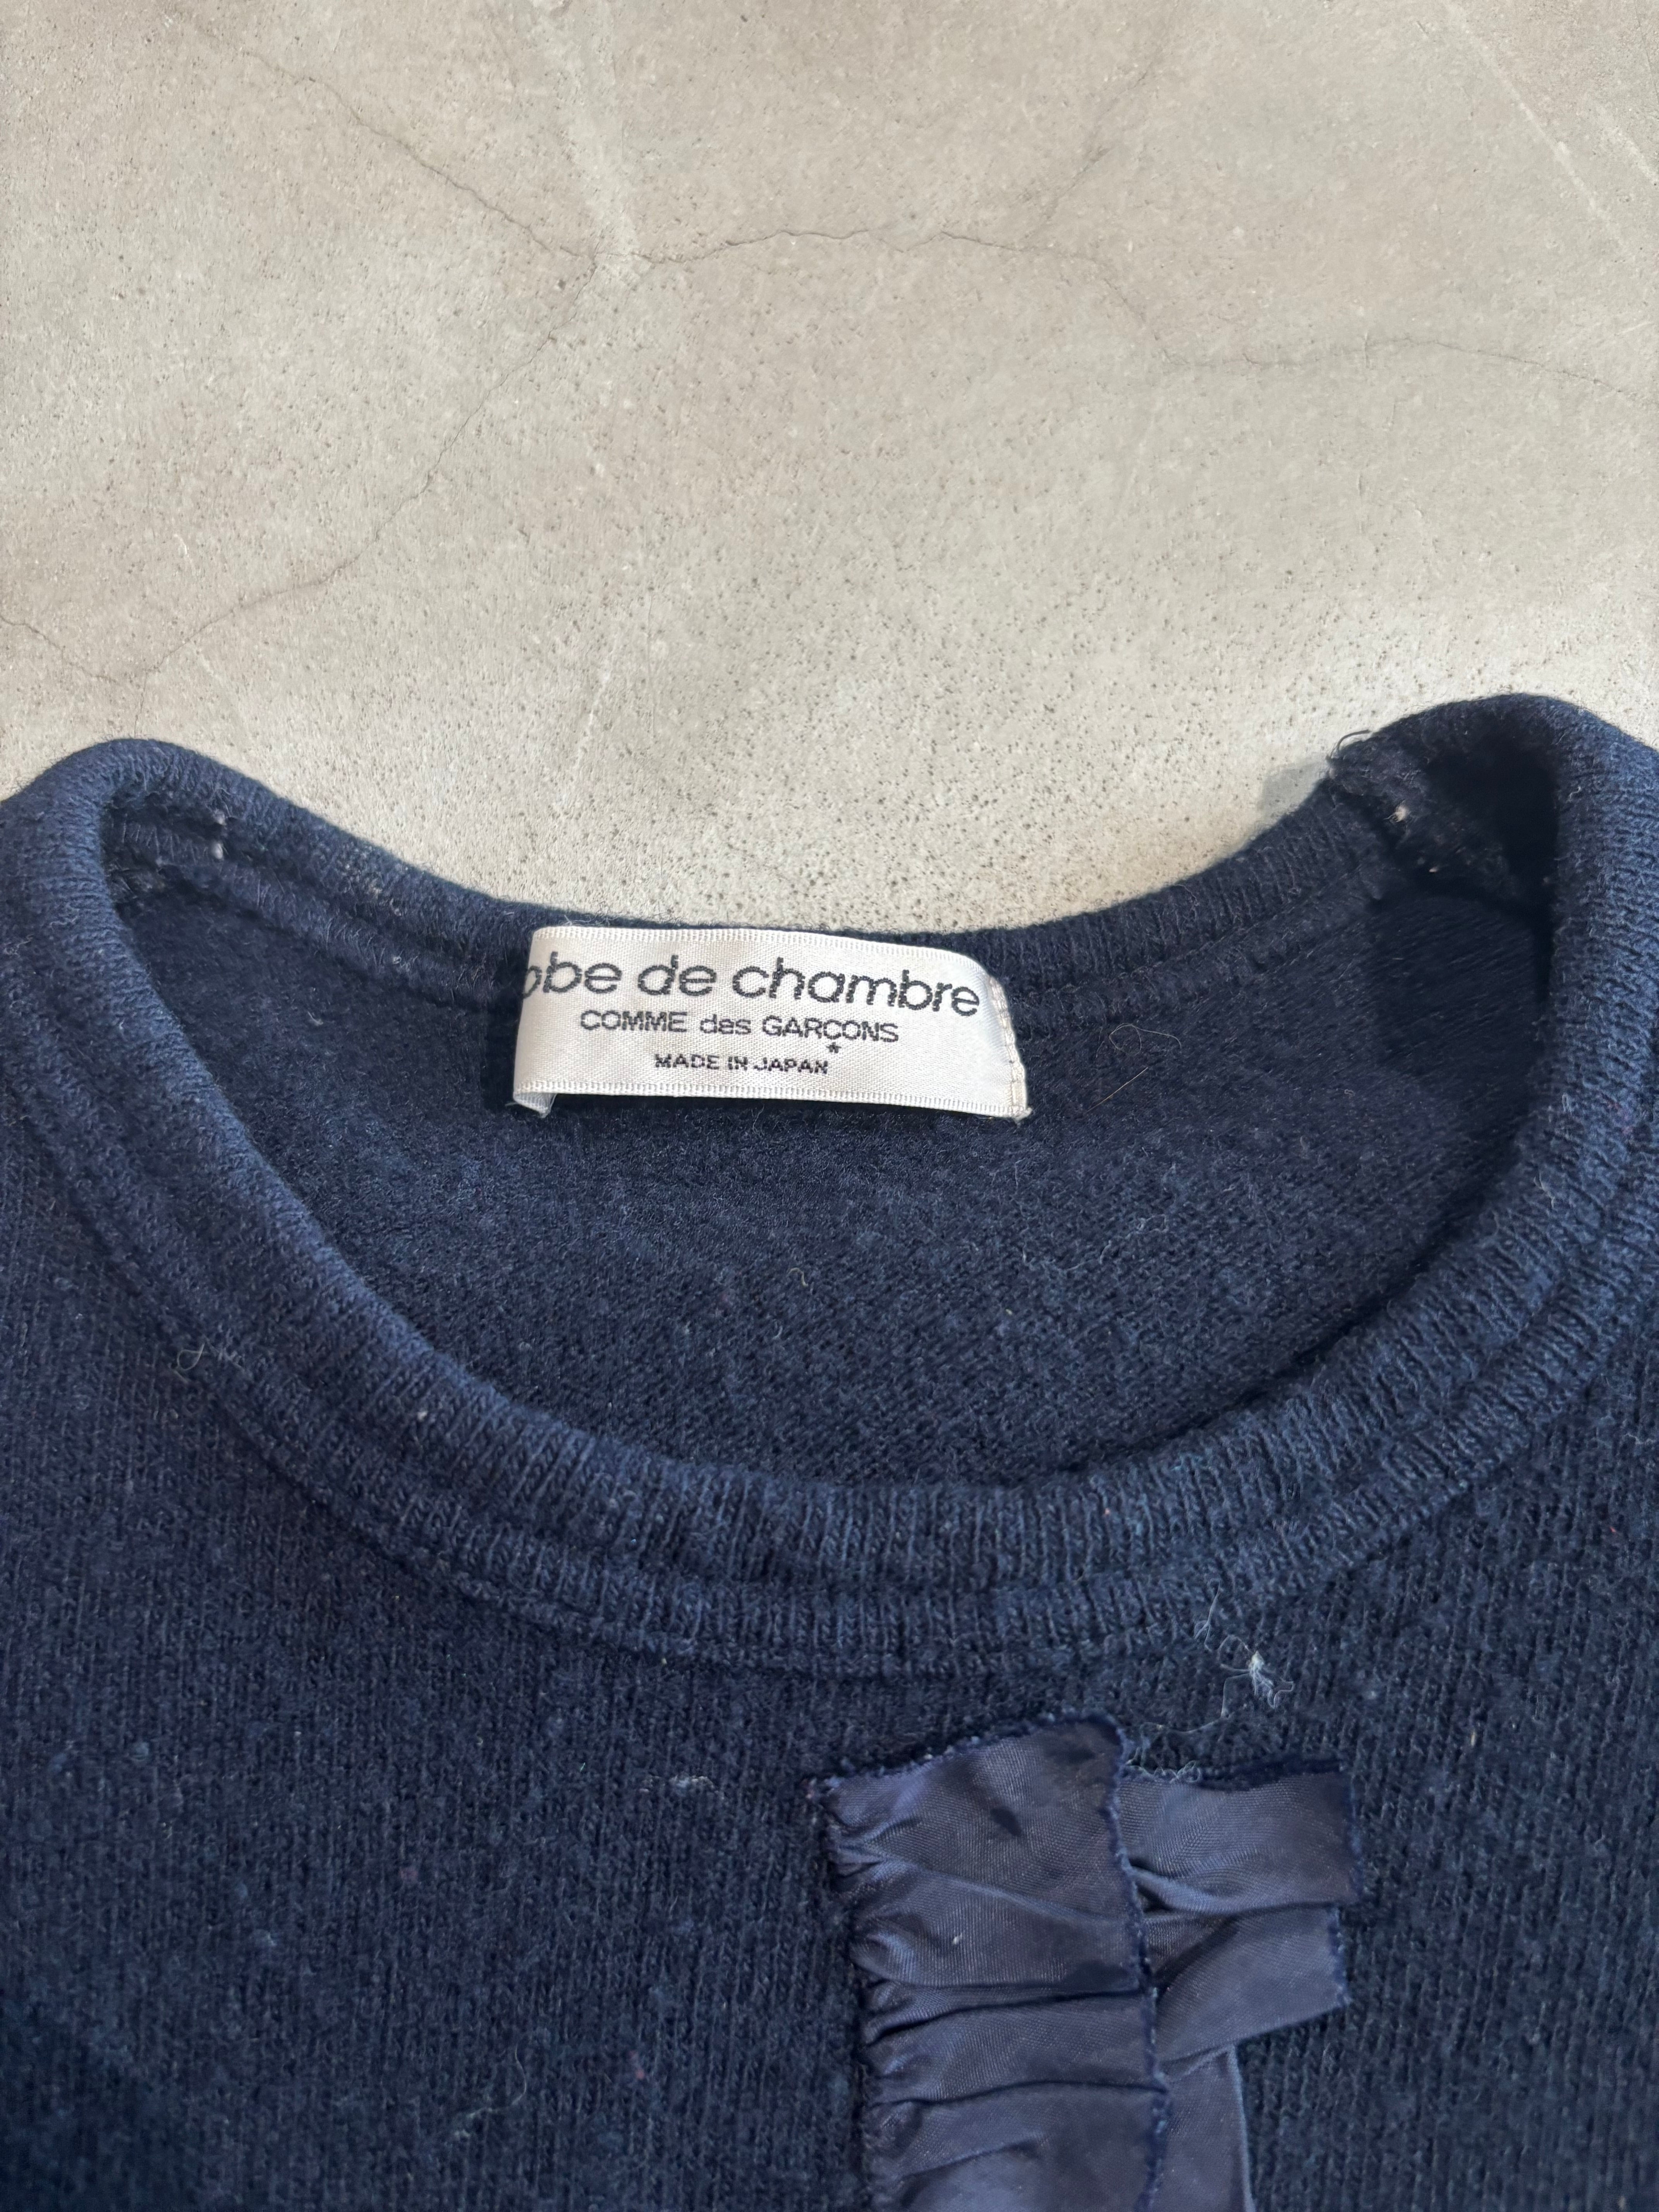 obe de chambre
COMME des GARÇONS
MADE IN JAPAN